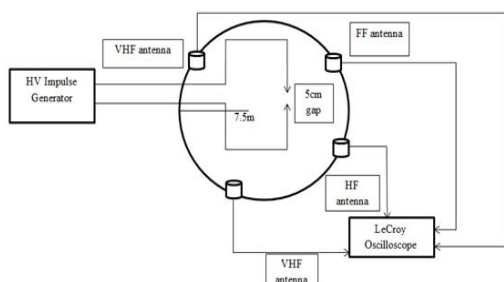 VHF antenna
FF antenna
HV Impulse
Generator
5cm
gap
7.5m
HF
antenna
LeCroy
Oscilloscope
VHF
antenna